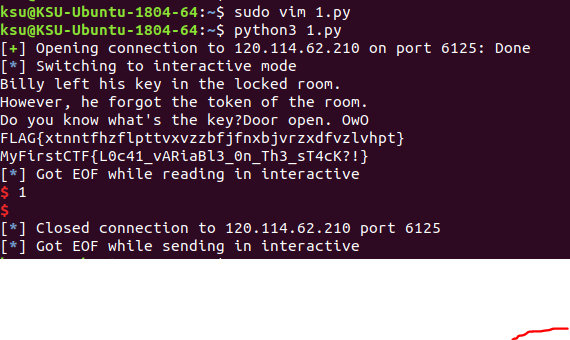 ksu@KSU-Ubuntu-1804-64:~$ sudo vim 1.py
ksu@KSU-Ubuntu-1804-64:~$ python3 1.py
[+] Opening connection to 120.114.62.210 on port 6125: Done
[*] Switching to interactive mode
Billy left his key in the locked room.
However, he forgot the token of the room.
Do you know what's the key?Door open. OwO
FLAG{xtnntfhzflpttvxvzzbfjfnxbjvrzxdfvzlvhpt}
MyFirstCTF{L0c41_vARiaBl3_0n_Th3_sT4cK?!}
[*] Got EOF while reading in interactive
$ 1
$
[*] Closed connection to 120.114.62.210 port 6125
[*] Got EOF while sending in interactive